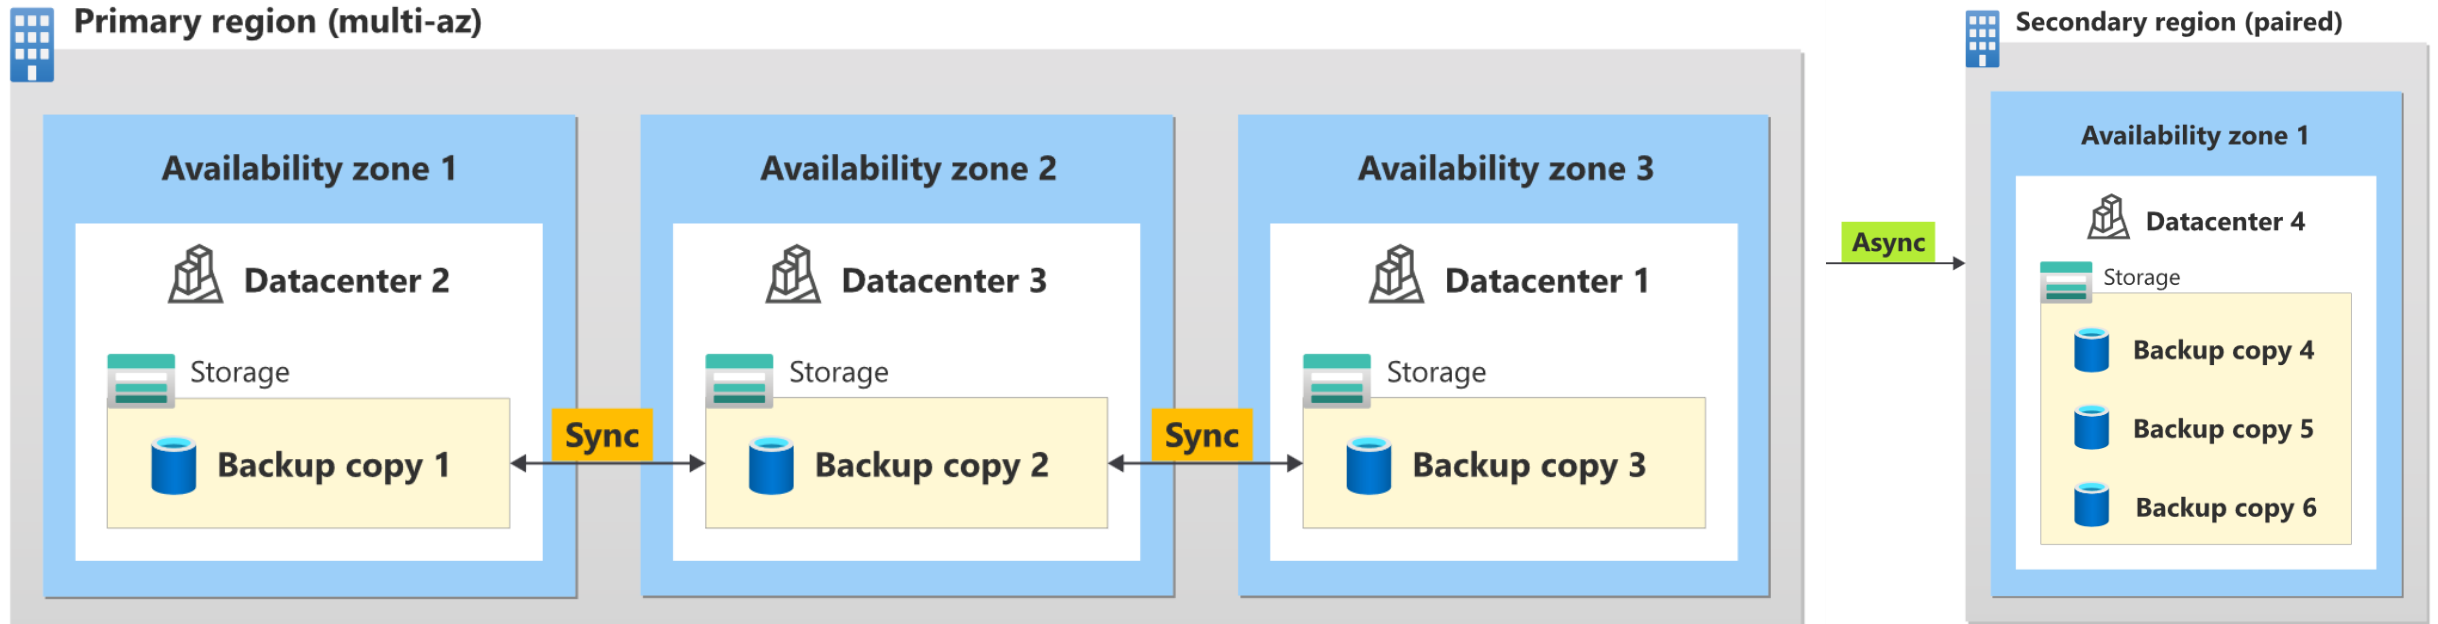 Primary region (multi-az)
Availability zone 1
Datacenter 2
Storage
Backup copy 1
Sync
Availability zone 2
Datacenter 3
Storage
Backup copy 2
Sync
Availability zone 3
Datacenter 1
Storage
Backup copy 3
Async
Secondary region (paired)
Availability zone 1
Datacenter 4
Storage
Backup copy 4
Backup copy 5
Backup copy 6